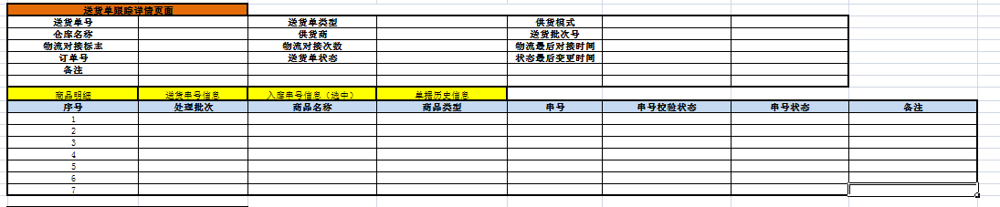 送货单跟踪详情页面
送货单号 送货单类型 供货模式
仓库名称 供货商 送货批次号
物流对接标志 物流对接次数 物流最后对接时间
订单号 送货单状态 状态最后变更时间
备注
商品明细 送货串号信息 入库串号信息（选中） 单据历史信息
序号 处理批次 商品名称 商品类型 串号 串号校验状态 串号状态 备注
1
2
3
4
5
6
7